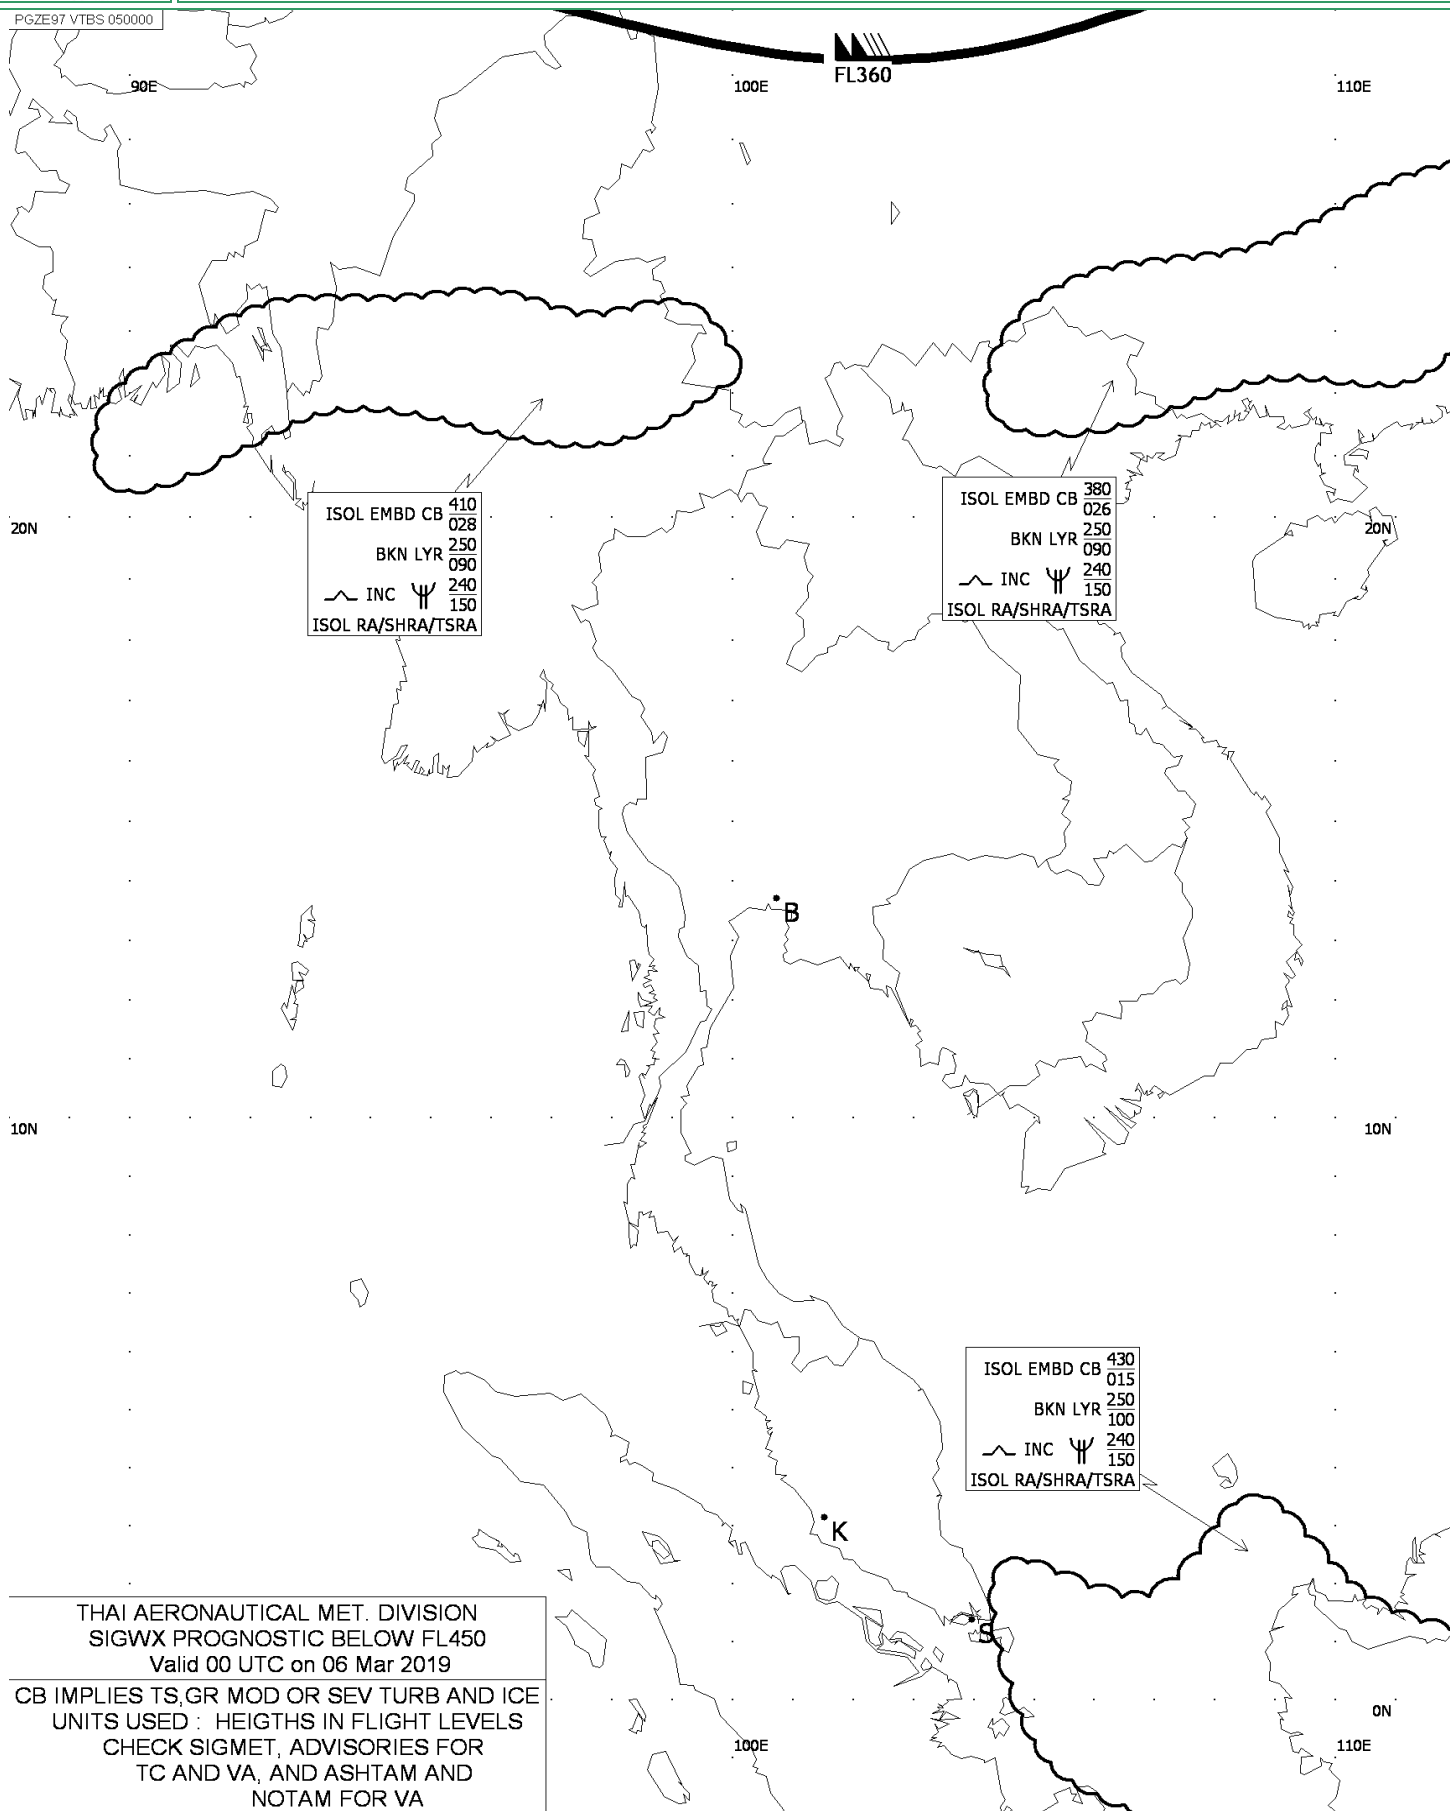 PGZE97 VTBS 050000
FL360
90E
100E
110E
20N
20N
ISOL EMBD CB 410
028
BKN LYR 250
090
INC 240
150
ISOL RA/SHRA/TSRA
ISOL EMBD CB 380
026
BKN LYR 250
090
INC 240
150
ISOL RA/SHRA/TSRA
B
10N
10N
ISOL EMBD CB 430
015
BKN LYR 250
100
INC 240
150
ISOL RA/SHRA/TSRA
K
S
THAI AERONAUTICAL MET. DIVISION
SIGWX PROGNOSTIC BELOW FL450
Valid 00 UTC on 06 Mar 2019
CB IMPLIES TS,GR MOD OR SEV TURB AND ICE
UNITS USED : HEIGTHS IN FLIGHT LEVELS
CHECK SIGMET, ADVISORIES FOR
TC AND VA, AND ASHTAM AND
NOTAM FOR VA
0N
100E
110E